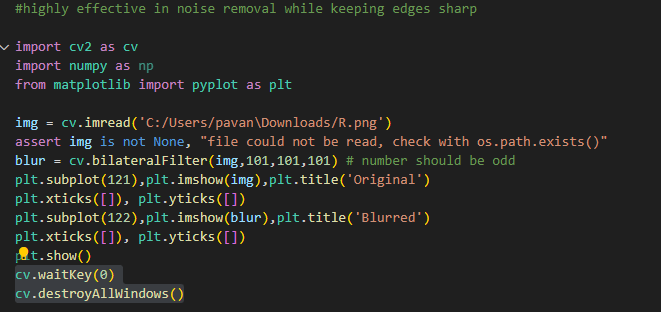 #highly effective in noise removal while keeping edges sharp
import cv2 as cv
import numpy as np
from matplotlib import pyplot as plt
img = cv.imread('C:/Users/pavan\Downloads/R.png')
assert img is not None, "file could not be read, check with os.path.exists()"
blur = cv.bilateralFilter(img,101,101,101) # number should be odd
plt.subplot(121),plt.imshow(img),plt.title('Original')
plt.xticks([]), plt.yticks([])
plt.subplot(122),plt.imshow(blur),plt.title('Blurred')
plt.xticks([]), plt.yticks([])
plt.show()
cv.waitKey(0)
cv.destroyAllWindows()